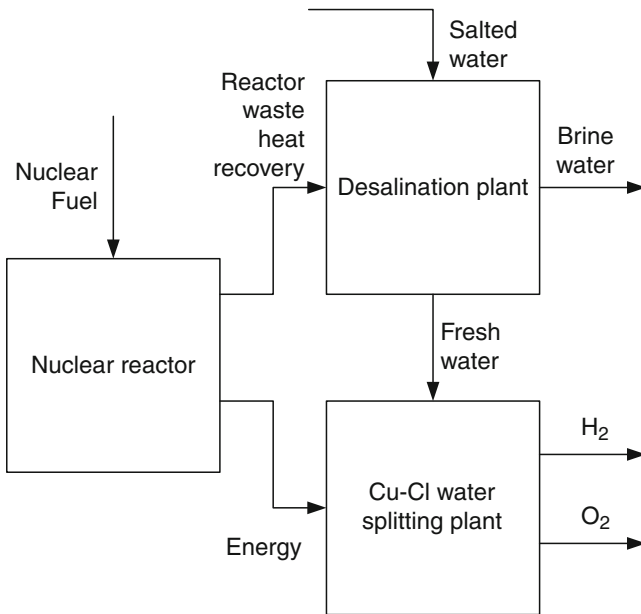 Salted
water
Reactor
waste
heat
recovery
Nuclear
Fuel
Desalination plant
Brine
water
Nuclear reactor
Fresh
water
Cu-Cl water
splitting plant
H₂
O₂
Energy